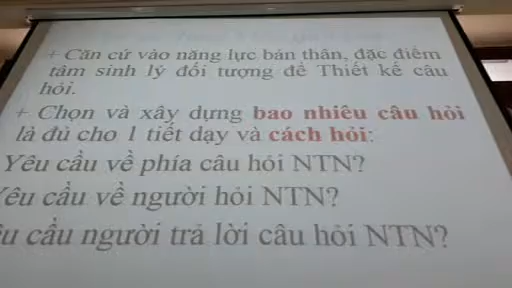 + Căn cứ vào năng lực bản thân, đặc điểm
tâm sinh lý đối tượng để Thiết kế câu
hỏi.
+ Chọn và xây dựng bao nhiêu câu hỏi
là đủ cho 1 tiết dạy và cách hỏi:
Yêu cầu về phía câu hỏi NTN?
Yêu cầu về người hỏi NTN?
cầu người trả lời câu hỏi NTN?